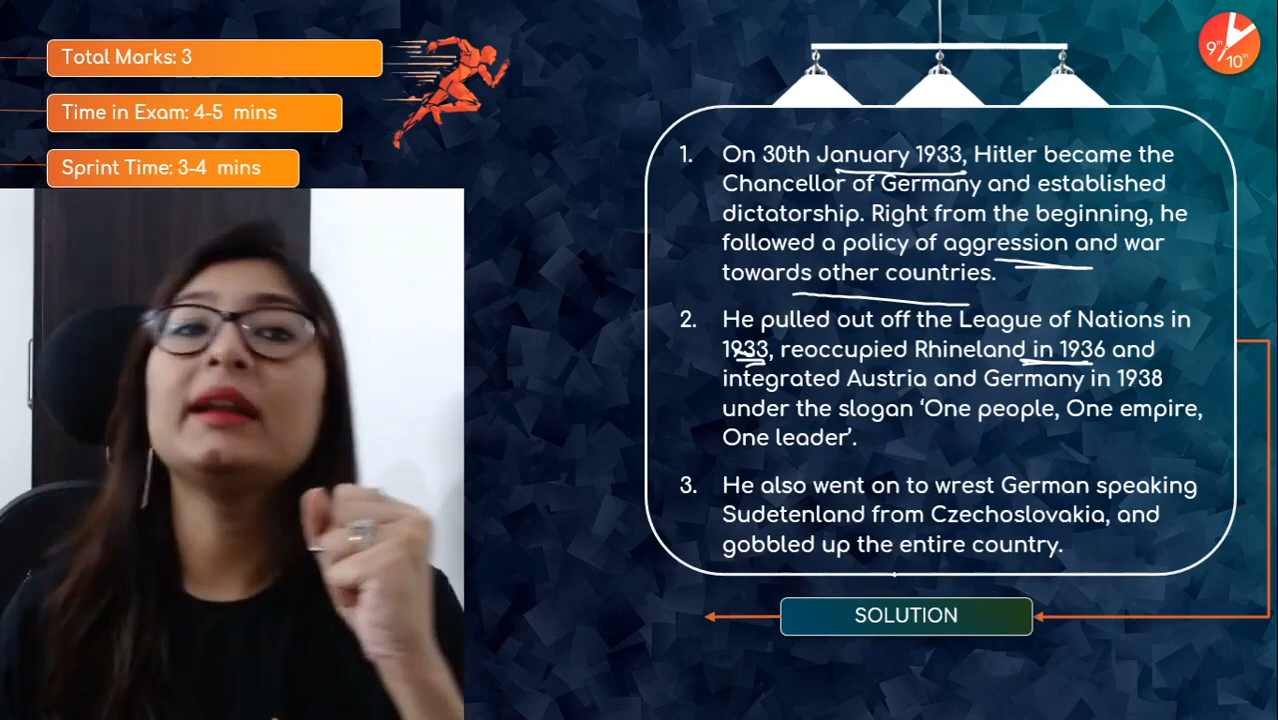 Total Marks: 3
Time in Exam: 4-5 mins
Sprint Time: 3-4 mins
9th
10th
1. On 30th January 1933, Hitler became the
Chancellor of Germany and established
dictatorship. Right from the beginning, he
followed a policy of aggression and war
towards other countries.
2. He pulled out off the League of Nations in
1933, reoccupied Rhineland in 1936 and
integrated Austria and Germany in 1938
under the slogan ‘One people, One empire,
One leader’.
3. He also went on to wrest German speaking
Sudetenland from Czechoslovakia, and
gobbled up the entire country.
SOLUTION